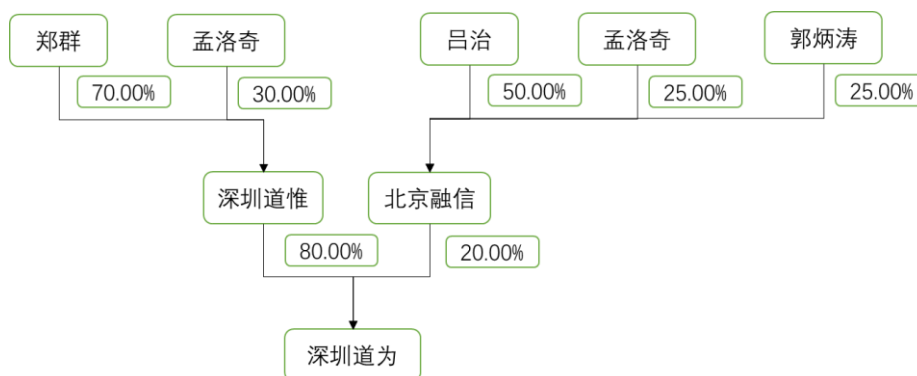 郑群
孟洛奇
吕治
孟洛奇
郭炳涛
70.00%
30.00%
50.00%
25.00%
25.00%
深圳道惟
北京融信
80.00%
20.00%
深圳道为